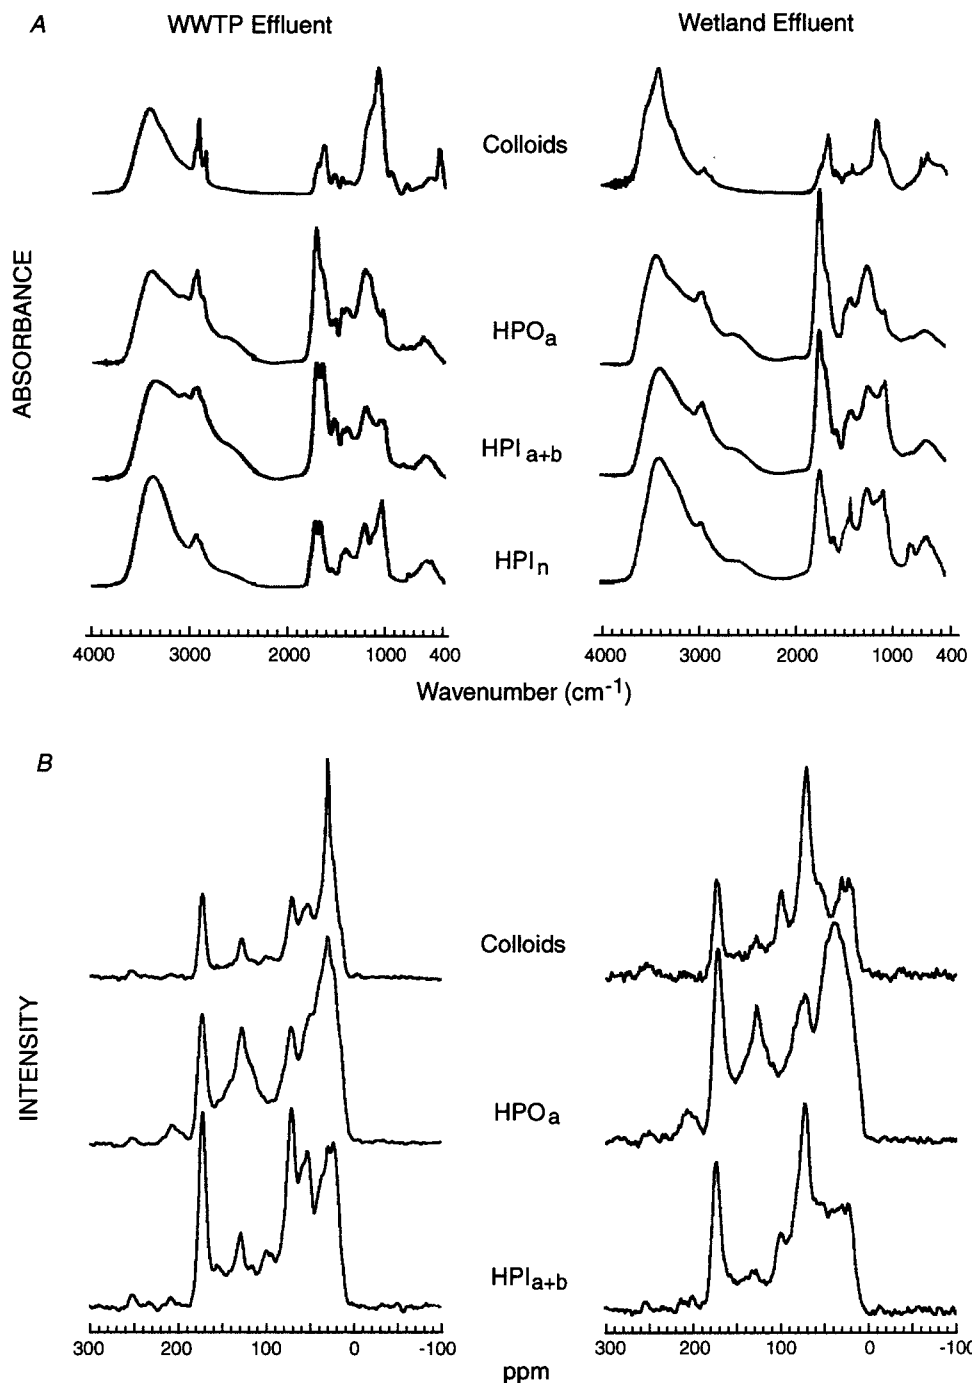 A
WWTP Effluent
Wetland Effluent
ABSORBANCE
Colloids
HPOa
HPI a+b
HPIn
4000 3000 2000 1000 400
4000 3000 2000 1000 400
Wavenumber (cm-1)
B
INTENSITY
Colloids
HPOa
HPIa+b
300 200 100 0 -100
300 200 100 0 -100
ppm